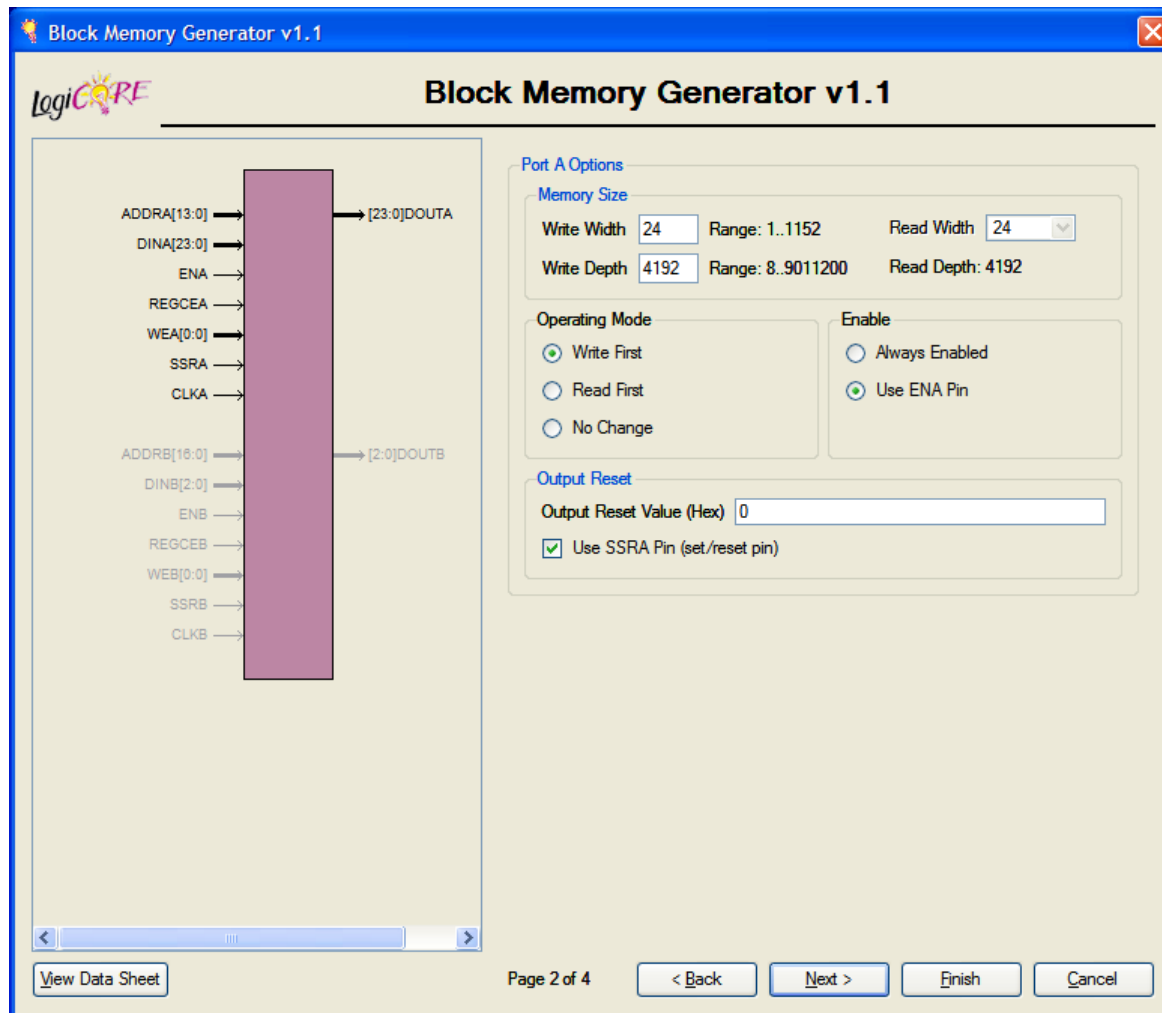 Block Memory Generator v1.1
LogiCORE
Block Memory Generator v1.1
ADDRA[13:0]
[23:0]DOUTA
DINA[23:0]
ENA
REGCEA
WEA[0:0]
SSRA
CLKA
ADDRB[16:0]
[2:0]DOUTB
DINB[2:0]
ENB
REGCEB
WEB[0:0]
SSRB
CLKB
Port A Options
Memory Size
Write Width 24 Range: 1..1152 Read Width 24
Write Depth 4192 Range: 8..9011200 Read Depth: 4192
Operating Mode
Write First
Read First
No Change
Enable
Always Enabled
Use ENA Pin
Output Reset
Output Reset Value (Hex) 0
Use SSRA Pin (set/reset pin)
View Data Sheet
Page 2 of 4
< Back
Next >
Finish
Cancel